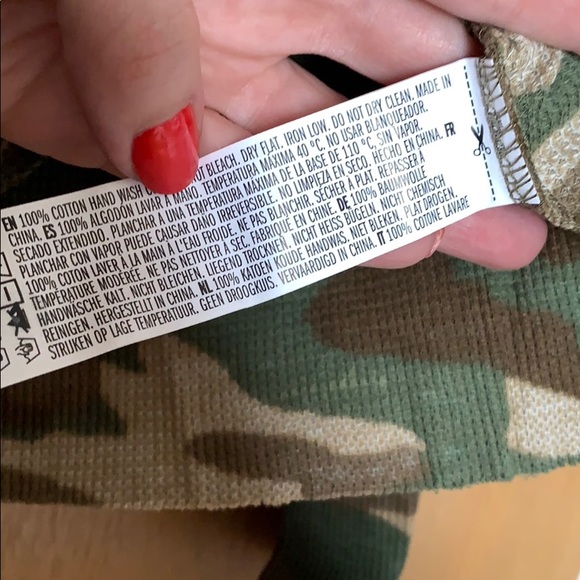 EN 100% COTTON HAND WASH BLEACH. DRY FLAT. IRON LOW. DO NOT DRY CLEAN. MADE IN
CHINA. ES 100% ALGODON LAVAR A MANO. TEMPERATURA MÁXIMA 40 °C. NO USAR BLANQUEADOR.
SECADO EXTENDIDO. PLANCHAR A UNA TEMPERATURA MÁXIMA DE LA BASE DE 110 °C, SIN VAPOR.
PLANCHAR CON VAPOR PUEDE CAUSAR DAÑO IRREVERSIBLE. NO LIMPIEZA EN SECO. HECHO EN CHINA. FR
100% COTON LAVER À LA MAIN À L'EAU FROIDE. NE PAS BLANCHIR. SÉCHER À PLAT. REPASSER À
TEMPÉRATURE MODÉRÉE. NE PAS NETTOYER À SEC. FABRIQUÉ EN CHINE. DE 100% BAUMWOLLE
HANDWÄSCHE KALT. NICHT BLEICHEN. LIEGEND TROCKNEN. NICHT HEIS BÜGELN. NICHT CHEMISCH
REINIGEN. HERGESTELLT IN CHINA. NL 100% KATOEN KOUDE HANDWAS. NIET BLEKEN. PLAT DROGEN.
STRIJKEN OP LAGE TEMPERATUUR. GEEN DROOGKUIS. VERVAARDIGD IN CHINA. IT 100% COTONE LAVARE